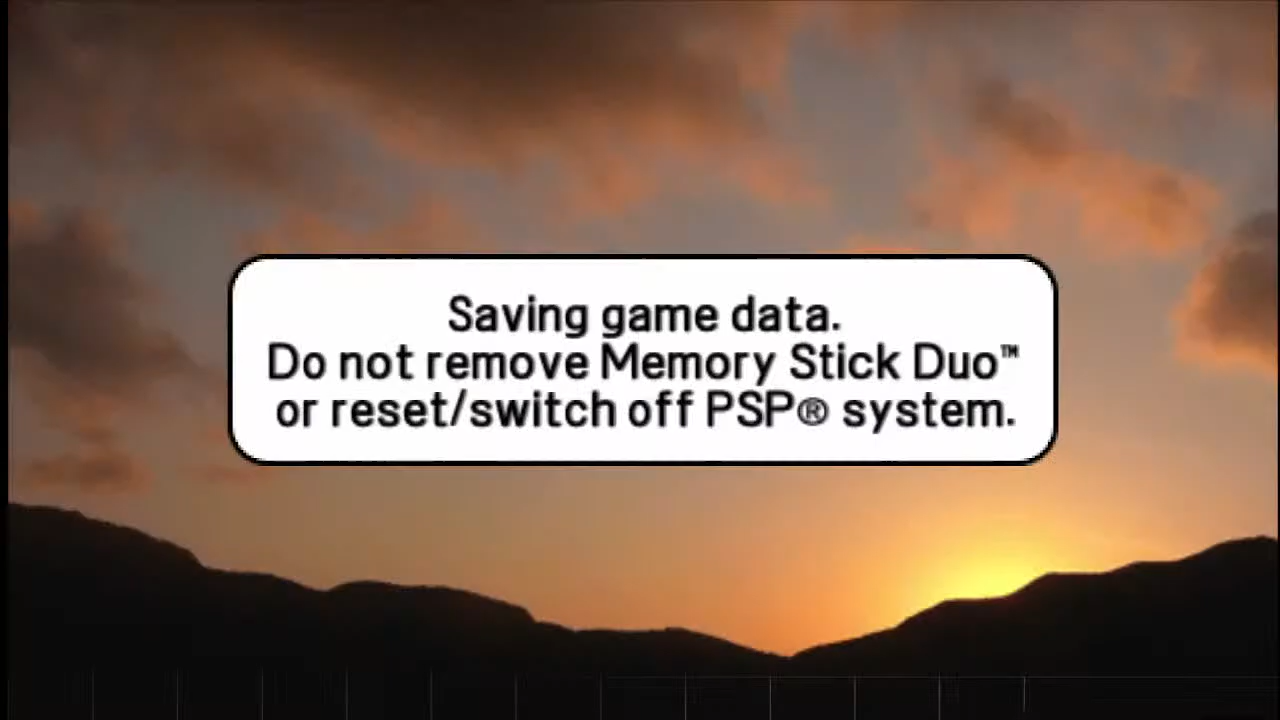 Saving game data.
Do not remove Memory Stick Duo™
or reset/switch off PSP® system.